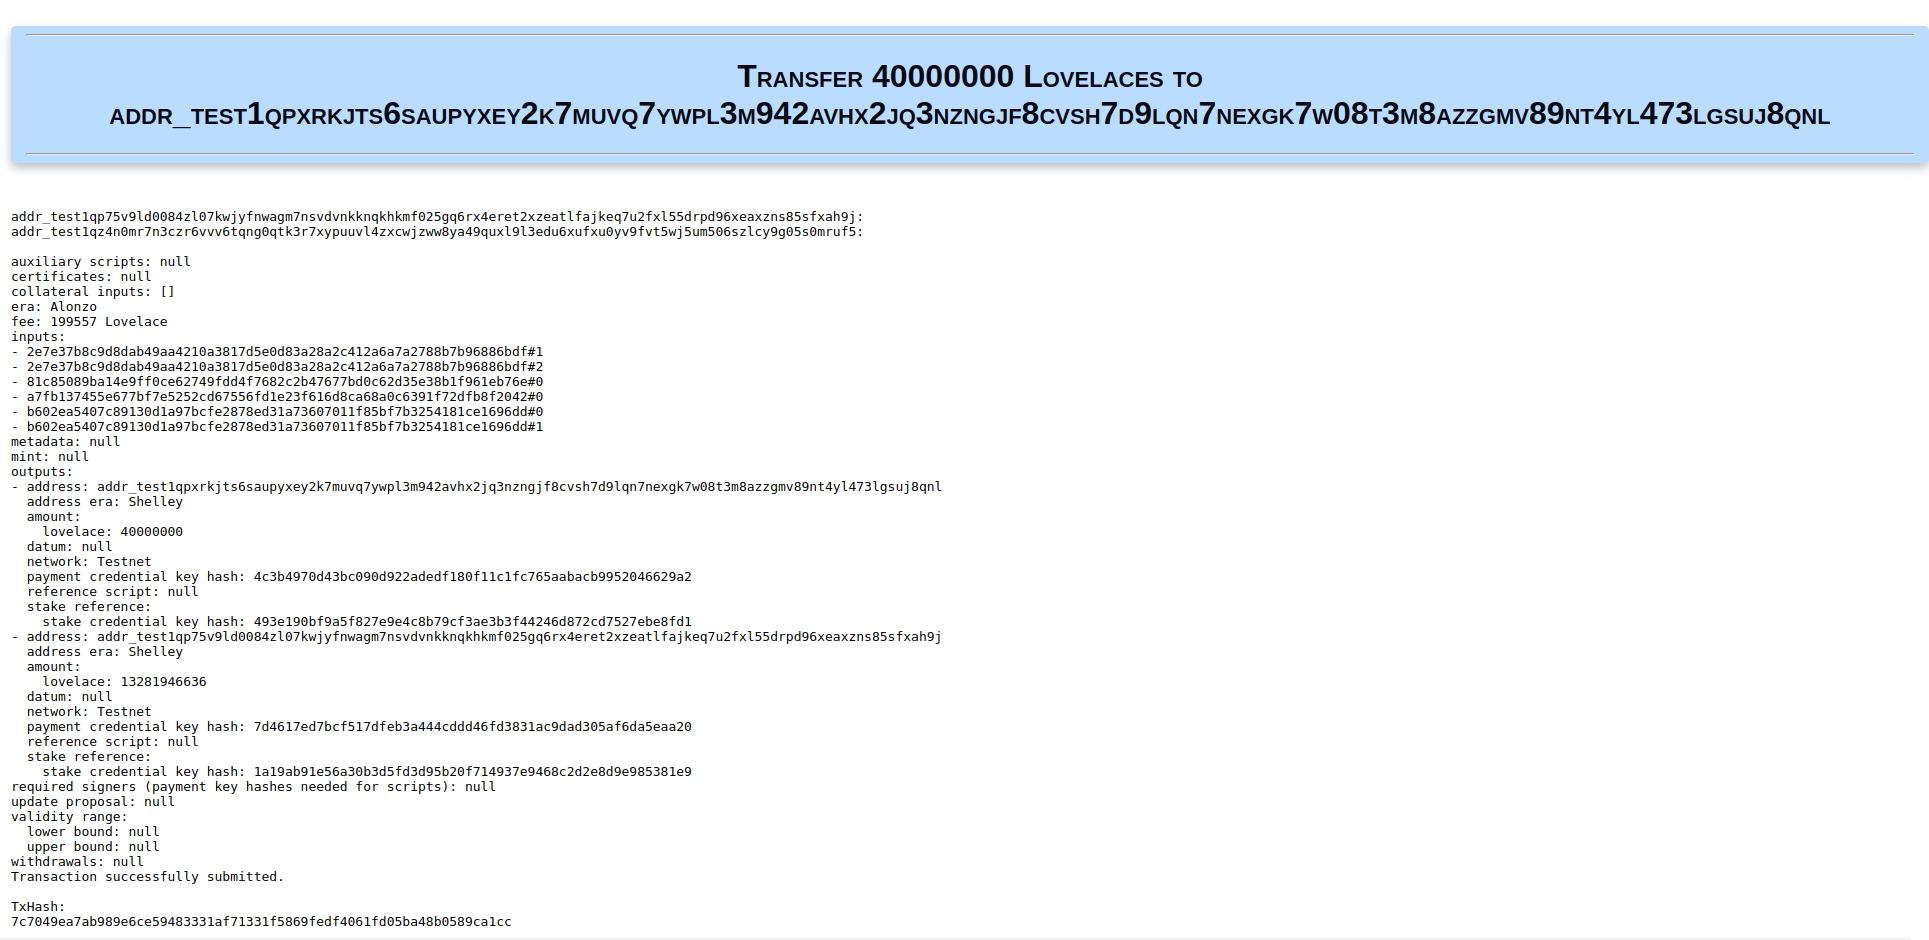 Transfer 40000000 Lovelaces to
addr_test1qpxrkjts6saupyxey2k7muvq7ywpl3m942avhx2jq3nzngjf8cvsh7d9lqn7nexgk7w08t3m8azzgmv89nt4yl473lgsuj8qnl
addr_test1qp75v9ld0084zl07kwjyfnwagm7nsvdvnkknqkhkmf025gq6rx4eret2xzeatlfajkeq7u2fxl55drpd96xeaxzns85sfxah9j:
addr_test1qz4n0mr7n3czr6vvv6tqng0qtk3r7xypuuvl4zxcwjzww8ya49quxl9l3edu6xufxu0yv9fvt5wj5um506szlcy9g05s0mruf5:
auxiliary scripts: null
certificates: null
collateral inputs: []
era: Alonzo
fee: 199557 Lovelace
inputs:
- 2e7e37b8c9d8dab49aa4210a3817d5e0d83a28a2c412a6a7a2788b7b96886bdf#1
- 2e7e37b8c9d8dab49aa4210a3817d5e0d83a28a2c412a6a7a2788b7b96886bdf#2
- 81c85089ba14e9ff0ce62749fdd4f7682c2b47677bd0c62d35e38b1f961eb76e#0
- a7fb137455e677bf7e5252cd67556fd1e23f616d8ca68a0c6391f72dfb8f2042#0
- b602ea5407c89130d1a97bcfe2878ed31a73607011f85bf7b3254181ce1696dd#0
- b602ea5407c89130d1a97bcfe2878ed31a73607011f85bf7b3254181ce1696dd#1
metadata: null
mint: null
outputs:
- address: addr_test1qpxrkjts6saupyxey2k7muvq7ywpl3m942avhx2jq3nzngjf8cvsh7d9lqn7nexgk7w08t3m8azzgmv89nt4yl473lgsuj8qnl
  address era: Shelley
  amount:
    lovelace: 40000000
  datum: null
  network: Testnet
  payment credential key hash: 4c3b4970d43bc090d922adedf180f11c1fc765aabacb9952046629a2
  reference script: null
  stake reference:
    stake credential key hash: 493e190bf9a5f827e9e4c8b79cf3ae3b3f44246d872cd7527ebe8fd1
- address: addr_test1qp75v9ld0084zl07kwjyfnwagm7nsvdvnkknqkhkmf025gq6rx4eret2xzeatlfajkeq7u2fxl55drpd96xeaxzns85sfxah9j
  address era: Shelley
  amount:
    lovelace: 13281946636
  datum: null
  network: Testnet
  payment credential key hash: 7d4617ed7bcf517dfeb3a444cddd46fd3831ac9dad305af6da5eaa20
  reference script: null
  stake reference:
    stake credential key hash: 1a19ab91e56a30b3d5fd3d95b20f714937e9468c2d2e8d9e985381e9
required signers (payment key hashes needed for scripts): null
update proposal: null
validity range:
  lower bound: null
  upper bound: null
withdrawals: null
Transaction successfully submitted.
TxHash:
7c7049ea7ab989e6ce59483331af71331f5869fedf4061fd05ba48b0589ca1cc